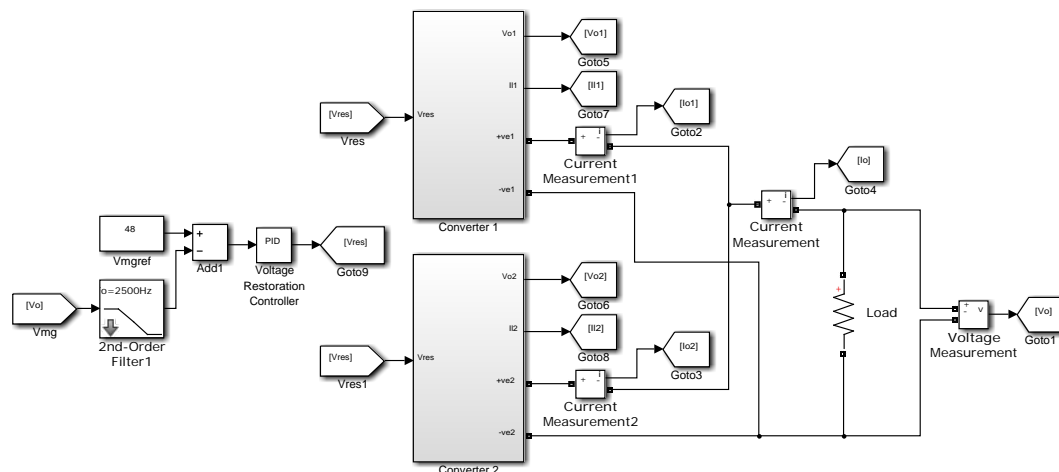 Vo1
[Vo1]
Goto5
Il1
[Il1]
Goto7
[Vres]
Vres
Vres
+ve1
+
i
-
[Io1]
Goto2
Current
Measurement1
-ve1
Converter 1
+
i
-
[Io]
Goto4
Current
Measurement
48
Vmgref
+
−
Add1
PID
Voltage
Restoration
Controller
[Vres]
Goto9
[Vo]
Vmg
o=2500Hz
2nd-Order
Filter1
Vo2
[Vo2]
Goto6
Il2
[Il2]
Goto8
[Vres]
Vres1
Vres
+ve2
+
i
-
[Io2]
Goto3
Current
Measurement2
-ve2
Converter 2
+
Load
+
-
v
Voltage
Measurement
[Vo]
Goto1